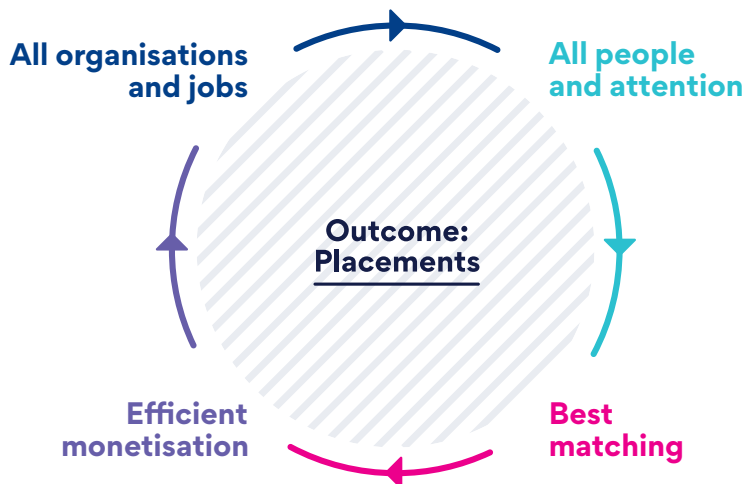 All organisations
and jobs
All people
and attention
Outcome:
Placements
Efficient
monetisation
Best
matching